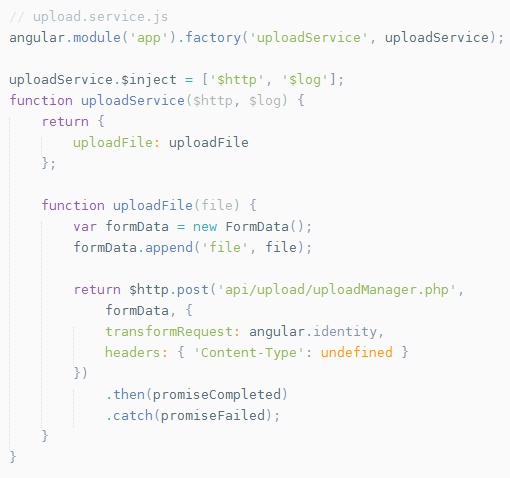 // upload.service.js
angular.module('app').factory('uploadService', uploadService);
uploadService.$inject = ['$http', '$log'];
function uploadService($http, $log) {
return {
uploadFile: uploadFile
};
function uploadFile(file) {
var formData = new FormData();
formData.append('file', file);
return $http.post('api/upload/uploadManager.php',
formData, {
transformRequest: angular.identity,
headers: { 'Content-Type': undefined }
})
.then(promiseCompleted)
.catch(promiseFailed);
}
}